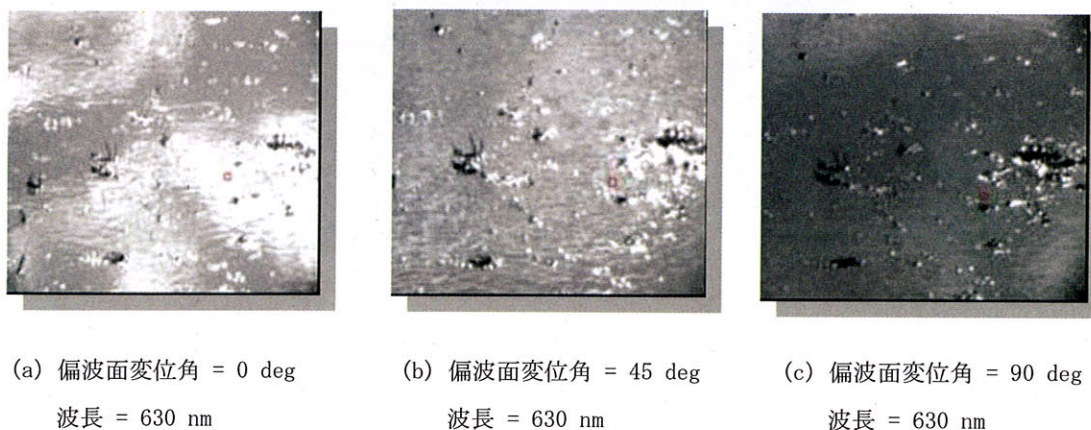 (a) 偏波面変位角 = 0 deg
波長 = 630 nm
(b) 偏波面変位角 = 45 deg
波長 = 630 nm
(c) 偏波面変位角 = 90 deg
波長 = 630 nm